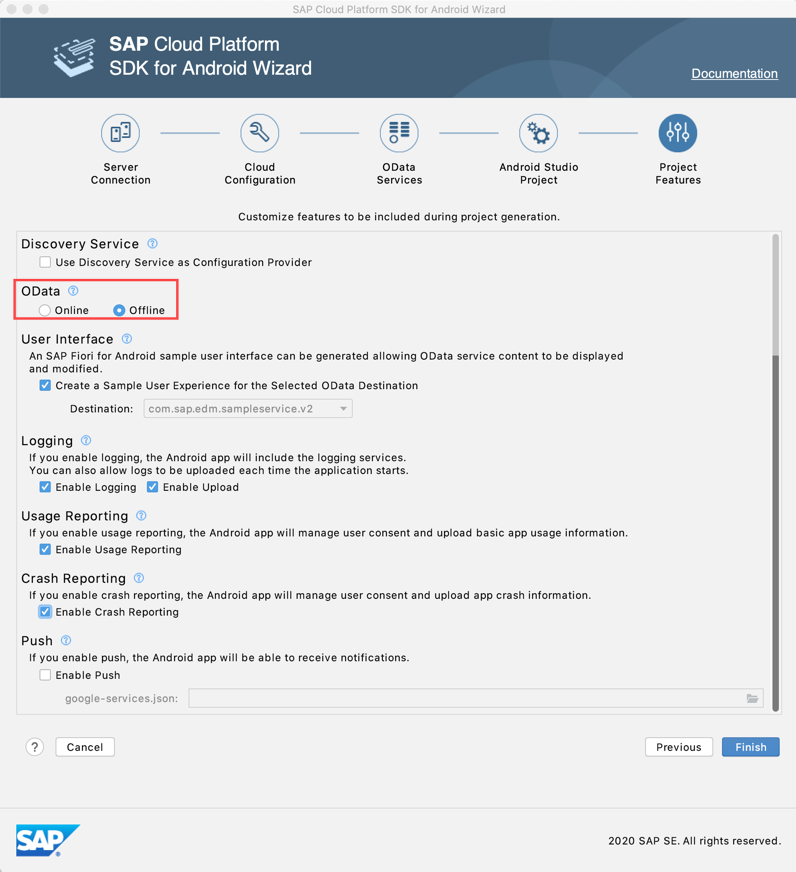 SAP Cloud Platform SDK for Android Wizard
SAP Cloud Platform
SDK for Android Wizard
Documentation
Server
Connection
Cloud
Configuration
OData
Services
Android Studio
Project
Project
Features
Customize features to be included during project generation.
Discovery Service ?
Use Discovery Service as Configuration Provider
OData ?
Online Offline
User Interface ?
An SAP Fiori for Android sample user interface can be generated allowing OData service content to be displayed
and modified.
Create a Sample User Experience for the Selected OData Destination
Destination: com.sap.edm.sampleservice.v2
Logging ?
If you enable logging, the Android app will include the logging services.
You can also allow logs to be uploaded each time the application starts.
Enable Logging Enable Upload
Usage Reporting ?
If you enable usage reporting, the Android app will manage user consent and upload basic app usage information.
Enable Usage Reporting
Crash Reporting ?
If you enable crash reporting, the Android app will manage user consent and upload app crash information.
Enable Crash Reporting
Push ?
If you enable push, the Android app will be able to receive notifications.
Enable Push
google-services.json:
? Cancel Previous Finish
SAP ®
2020 SAP SE. All rights reserved.